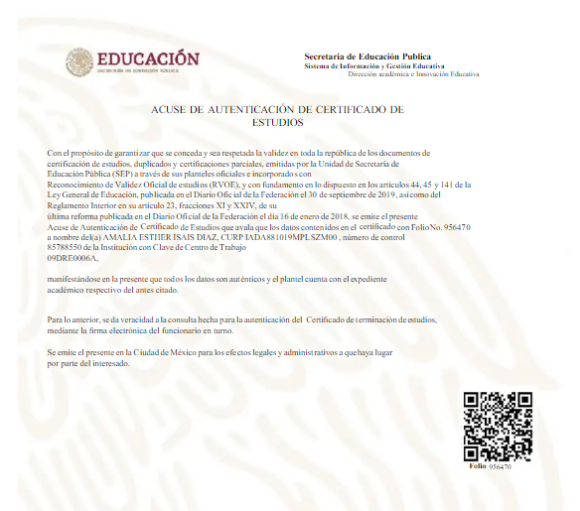 EDUCACIÓN
SECRETARÍA DE EDUCACIÓN PÚBLICA
Secretaria de Educación Publica
Sistema de Información y Gestión Educativa
Dirección académica e Innovación Educativa
ACUSE DE AUTENTICACIÓN DE CERTIFICADO DE
ESTUDIOS
Con el propósito de garantizar que se conceda y sea respetada la validez en toda la república de los documentos de
certificación de estudios, duplicados y certificaciones parciales, emitidas por la Unidad de Secretaria de
Educación Pública (SEP) a través de sus planteles oficiales e incorporados con
Reconocimiento de Validez Oficial de estudios (RVOE), y con fundamento en lo dispuesto en los artículos 44, 45 y 141 de la
Ley General de Educación, publicada en el Diario Oficial de la Federación el 30 de septiembre de 2019, así como del
Reglamento Interior en su artículo 23, fracciones XI y XXIV, de su
última reforma publicada en el Diario Oficial de la Federación el día 16 de enero de 2018, se emite el presente
Acuse de Autenticación de Certificado de Estudios que avala que los datos contenidos en el certificado con Folio No. 956470
a nombre del(a) AMALIA ESTHER ISAIS DIAZ, CURP IADA881019MPLSZM00 , número de control
85788550 de la Institución con Clave de Centro de Trabajo
09DRE0006A,
manifestándose en la presente que todos los datos son auténticos y el plantel cuenta con el expediente
académico respectivo del antes citado.
Para lo anterior, se da veracidad a la consulta hecha para la autenticación del Certificado de terminación de estudios,
mediante la firma electrónica del funcionario en turno.
Se emite el presente en la Ciudad de México para los efectos legales y administrativos a que haya lugar
por parte del interesado.
Folio 956470